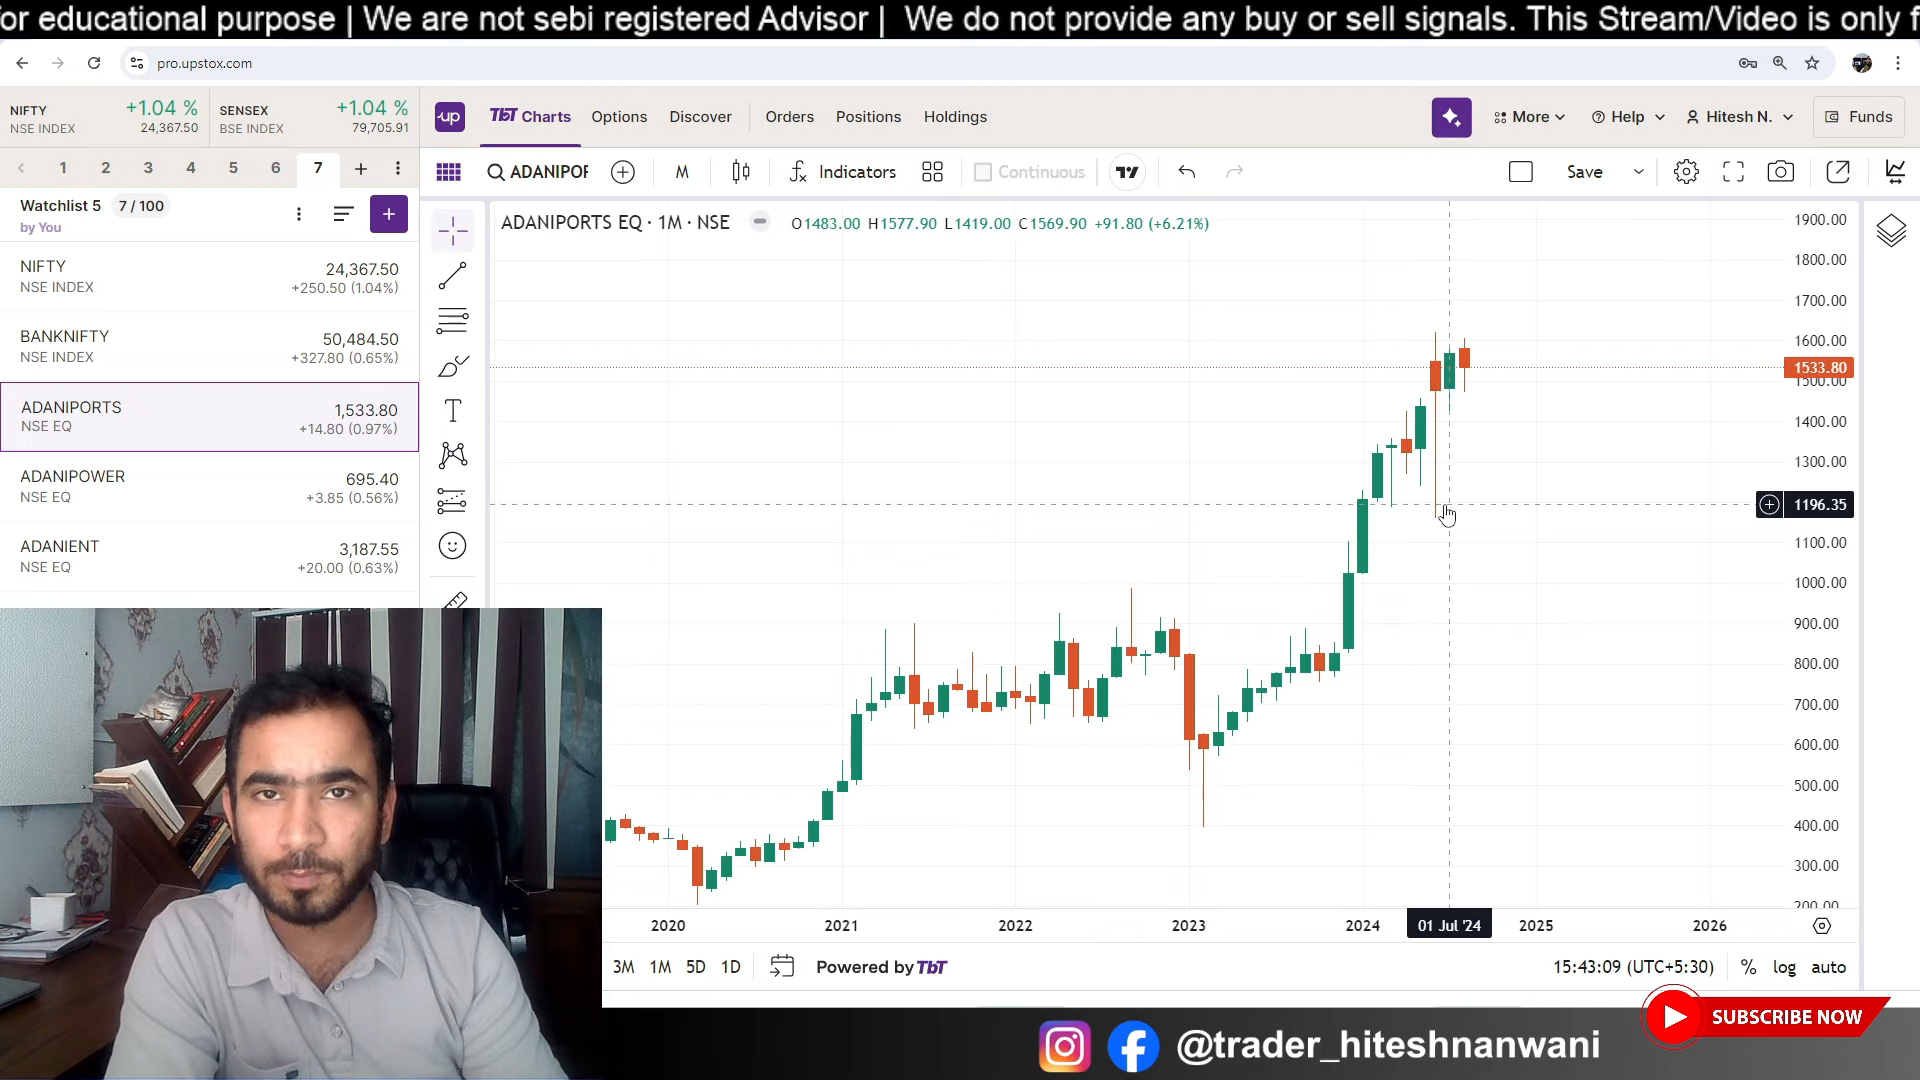 for educational purpose | We are not sebi registered Advisor |  We do not provide any buy or sell signals. This Stream/Video is only f
pro.upstox.com
NIFTY +1.04 %
NSE INDEX 24,367.50
SENSEX +1.04 %
BSE INDEX 79,705.91
up TbT Charts Options Discover Orders Positions Holdings More Help Hitesh N. Funds
1 2 3 4 5 6 7
ADANIPOR M Indicators Continuous Save
Watchlist 5 7 / 100
by You
NIFTY 24,367.50
NSE INDEX +250.50 (1.04%)
BANKNIFTY 50,484.50
NSE INDEX +327.80 (0.65%)
ADANIPORTS 1,533.80
NSE EQ +14.80 (0.97%)
ADANIPOWER 695.40
NSE EQ +3.85 (0.56%)
ADANIENT 3,187.55
NSE EQ +20.00 (0.63%)
ADANIPORTS EQ · 1M · NSE O1483.00 H1577.90 L1419.00 C1569.90 +91.80 (+6.21%)
1900.00
1800.00
1700.00
1600.00
1533.80
1500.00
1400.00
1300.00
1196.35
1100.00
1000.00
900.00
800.00
700.00
600.00
500.00
400.00
300.00
200.00
2020 2021 2022 2023 2024 01 Jul '24 2025 2026
3M 1M 5D 1D Powered by TbT 15:43:09 (UTC+5:30) % log auto
SUBSCRIBE NOW
@trader_hiteshnanwani